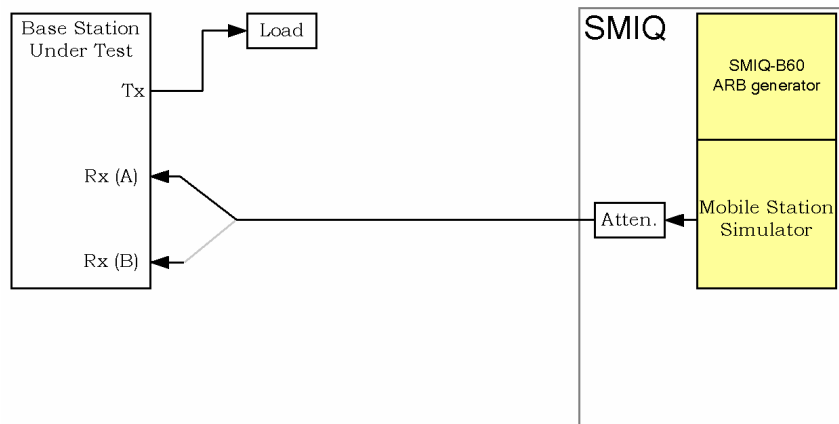 Base Station
Under Test
Load
Tx
Rx (A)
Rx (B)
SMIQ
SMIQ-B60
ARB generator
Atten.
Mobile Station
Simulator